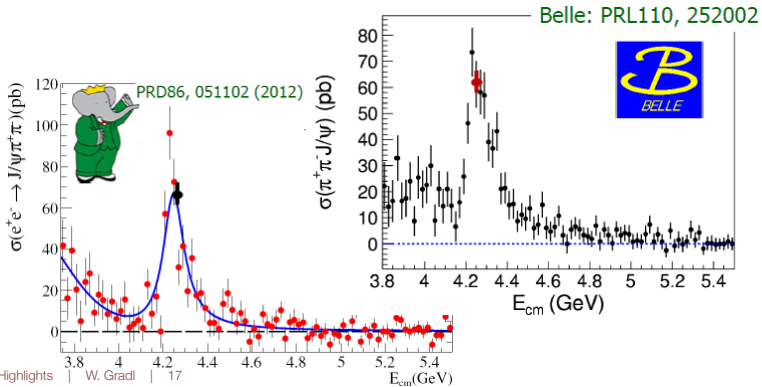 Belle: PRL110, 252002
PRD86, 051102 (2012)
BELLE
σ(e⁺e⁻ → J/ψπ⁺π⁻)(pb)
120
100
80
60
40
20
0
3.8 4 4.2 4.4 4.6 4.8 5 5.2 5.4
E_cm(GeV)
σ(π⁺π⁻J/ψ) (pb)
80
70
60
50
40
30
20
10
0
3.8 4 4.2 4.4 4.6 4.8 5 5.2 5.4
E_cm (GeV)
Highlights | W. Gradl | 17